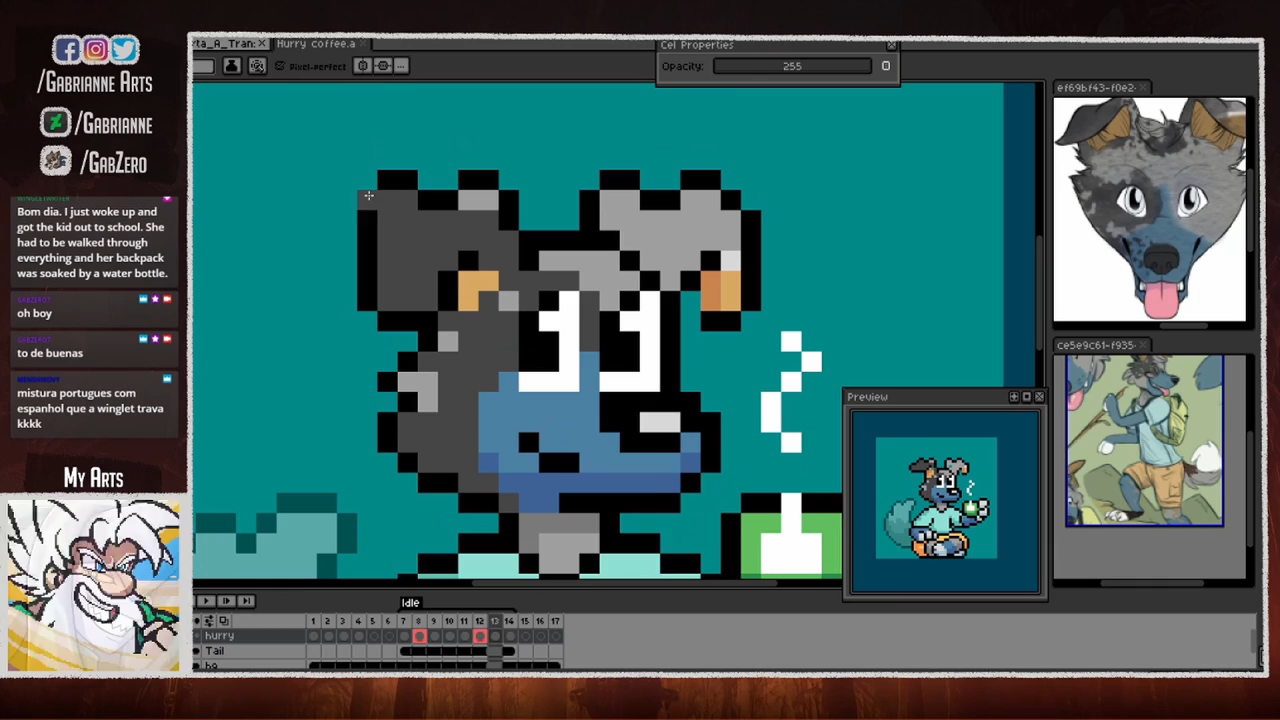 /Gabrianne Arts
/Gabrianne
/GabZero
Bom dia. I just woke up and
got the kid out to school. She
had to be walked through
everything and her backpack
was soaked by a water bottle.
oh boy
to de buenas
mistura portugues com
espanhol que a winglet trava
kkkk
My Arts
rta_A_Tran:
Hurry coffee.a
Pixel-perfect
Cel Properties
Opacity: 255
ef69bf43-f0e2
ce5e9c61-f935
Preview
Idle
1 2 3 4 5 6 7 8 9 10 11 12 13 14 15 16 17
hurry
Tail
bg